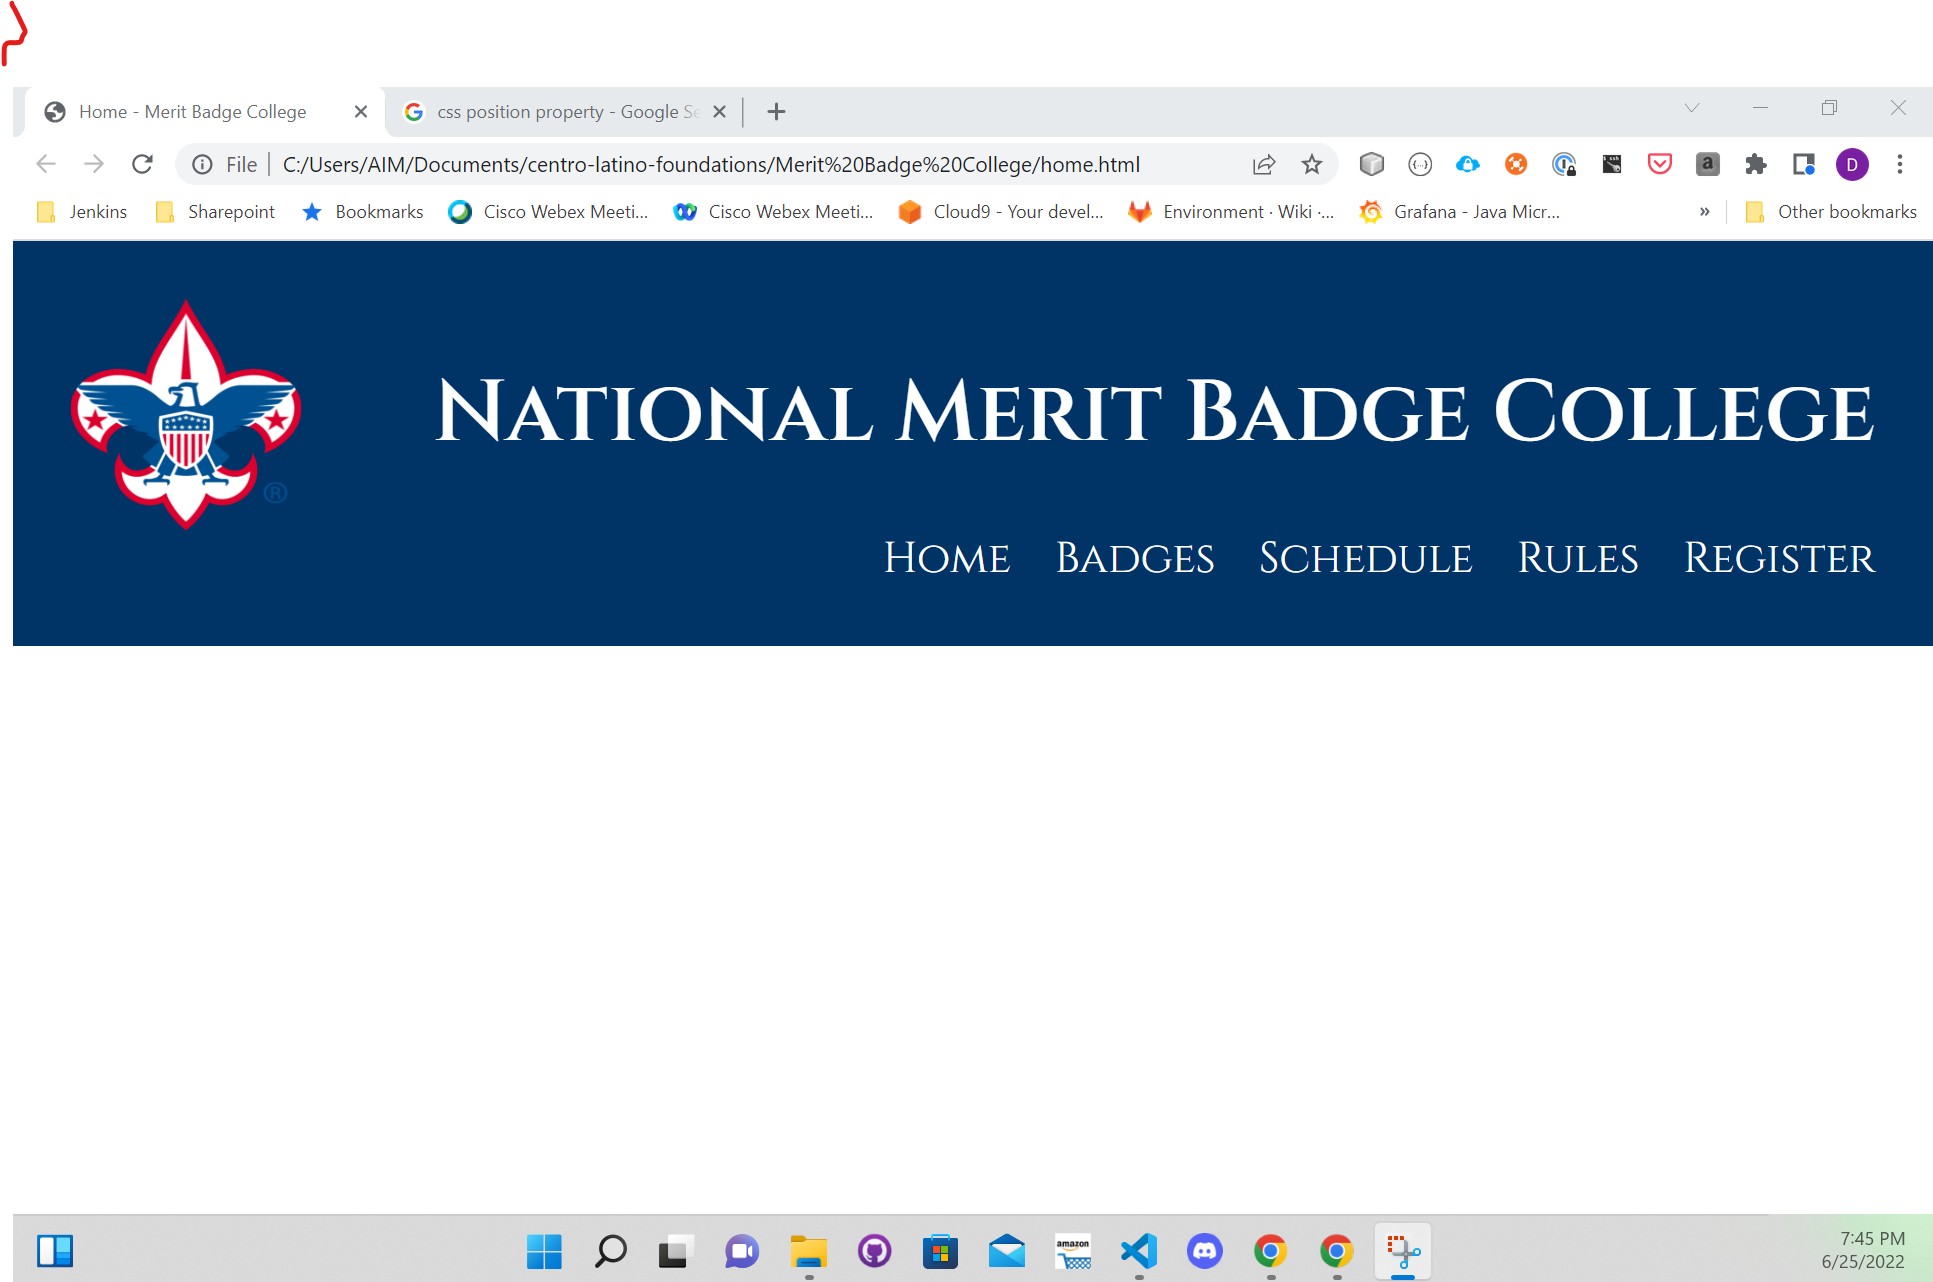 Home - Merit Badge College
css position property - Google Se
File
C:/Users/AIM/Documents/centro-latino-foundations/Merit%20Badge%20College/home.html
D
Jenkins Sharepoint Bookmarks Cisco Webex Meeti... Cisco Webex Meeti... Cloud9 - Your devel... Environment · Wiki ·... Grafana - Java Micr... » Other bookmarks
National Merit Badge College
®
Home Badges Schedule Rules Register
amazon
7:45 PM
6/25/2022